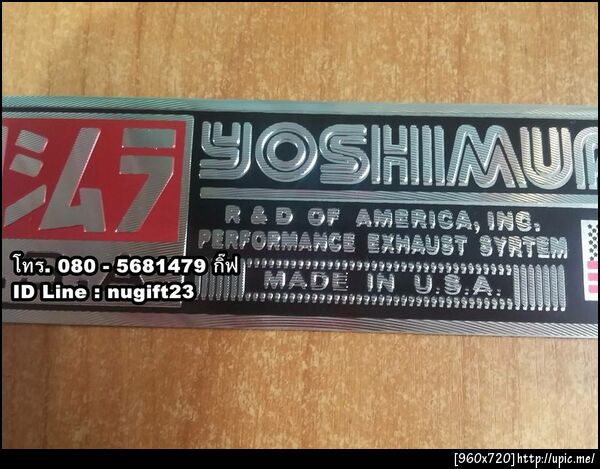 シムラ
YOSHIMUR
R & D OF AMERICA, INC.
PERFORMANCE EXHAUST SYRTEM
MADE IN U.S.A.
โทร. 080 - 5681479 กิ๊ฟ
ID Line : nugift23
[960x720]http://upic.me/